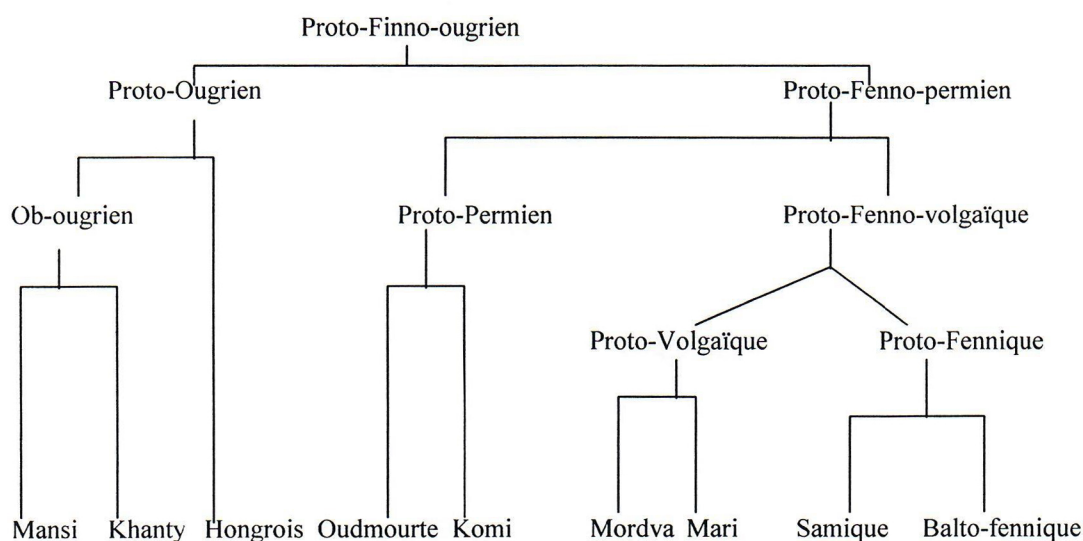 Proto-Finno-ougrien
Proto-Ougrien Proto-Fenno-permien
Ob-ougrien Proto-Permien Proto-Fenno-volgaïque
Proto-Volgaïque Proto-Fennique
Mansi Khanty Hongrois Oudmourte Komi Mordva Mari Samique Balto-fennique